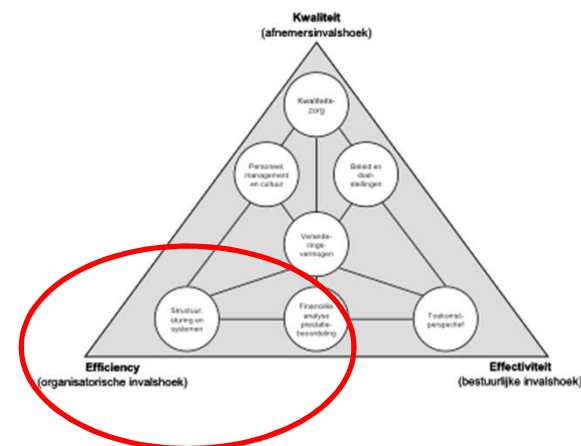 Kwaliteit
(afnemersinvalshoek)
Kwaliteits-
zorg
Personeel,
management
en cultuur
Beleid en
doel-
stellingen
Verande-
rings-
vermogen
Structuur,
sturing en
systemen
Financiële
analyse
prestatie-
beoordeling
Toekomst-
perspectief
Efficiency
(organisatorische invalshoek)
Effectiviteit
(bestuurlijke invalshoek)